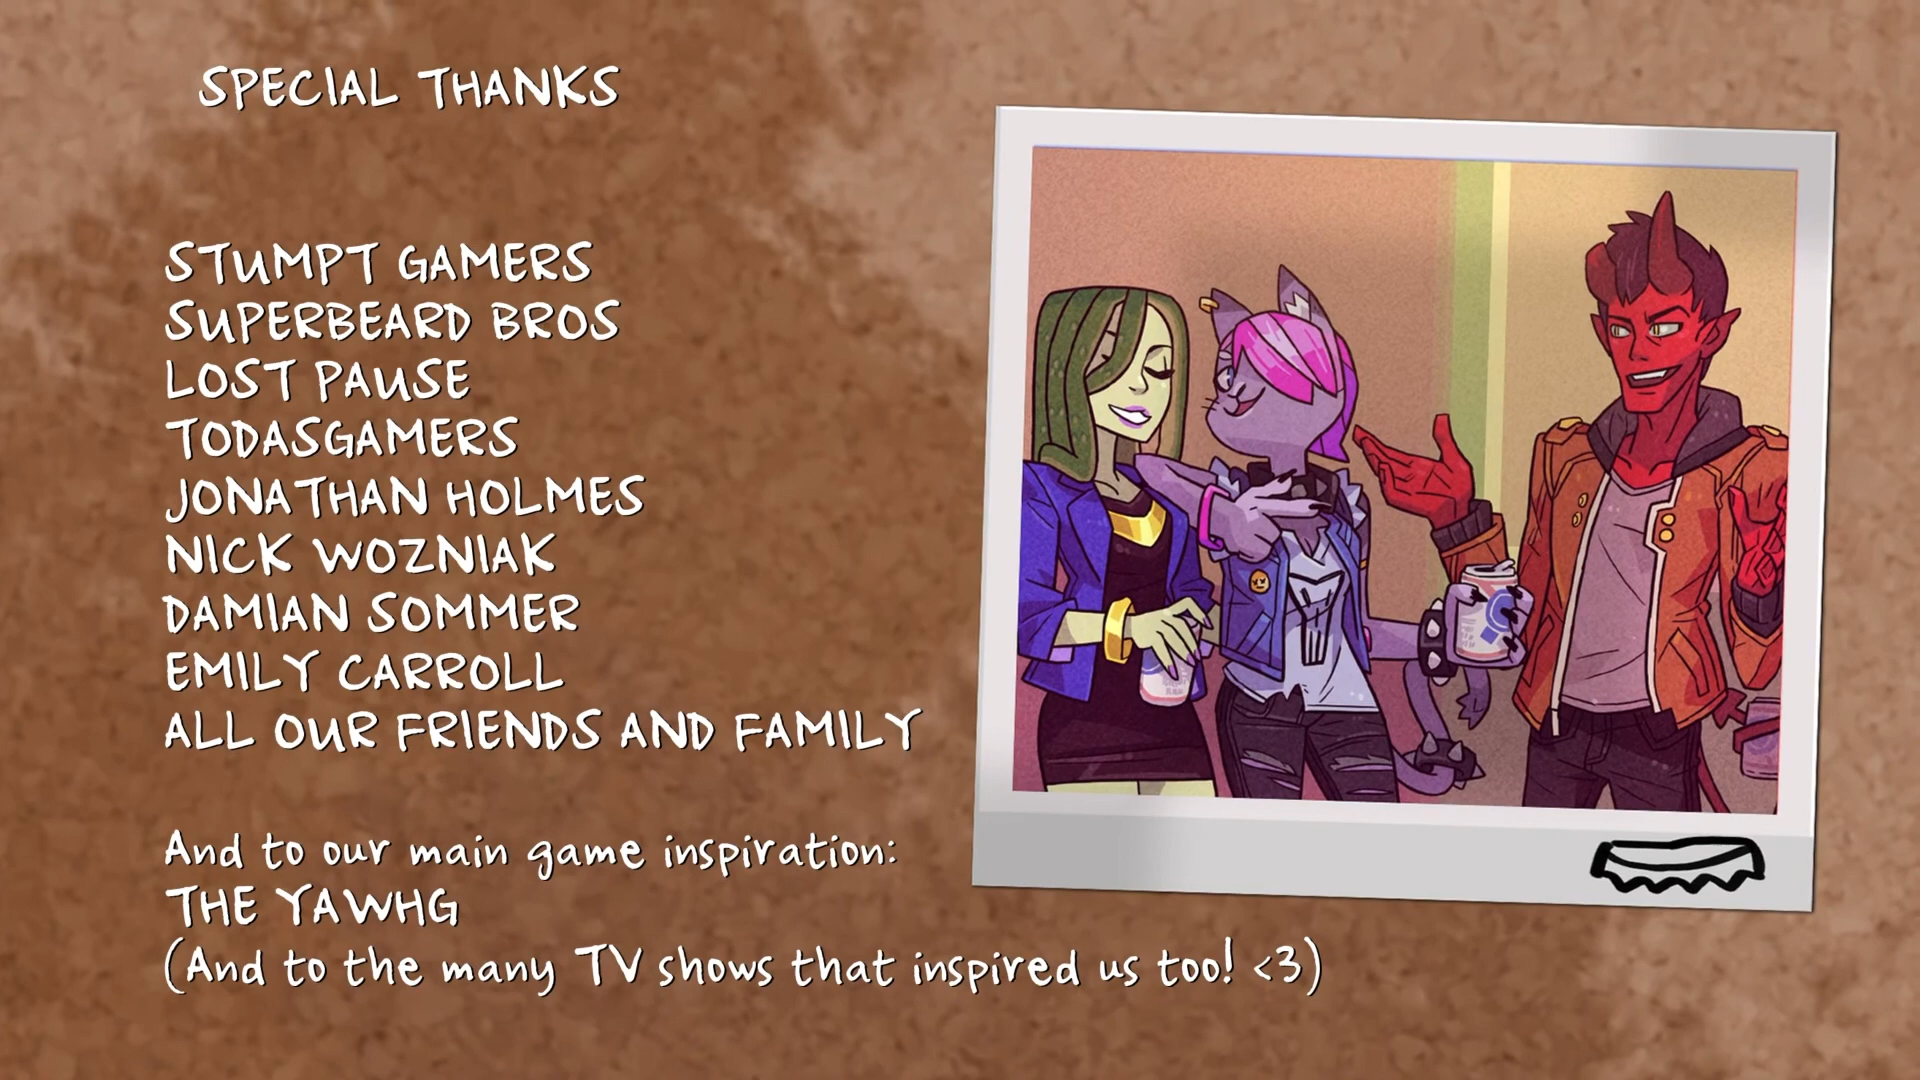 SPECIAL THANKS
STUMPT GAMERS
SUPERBEARD BROS
LOST PAUSE
TODASGAMERS
JONATHAN HOLMES
NICK WOZNIAK
DAMIAN SOMMER
EMILY CARROLL
ALL OUR FRIENDS AND FAMILY
And to our main game inspiration:
THE YAWHG
(And to the many TV shows that inspired us too! <3)